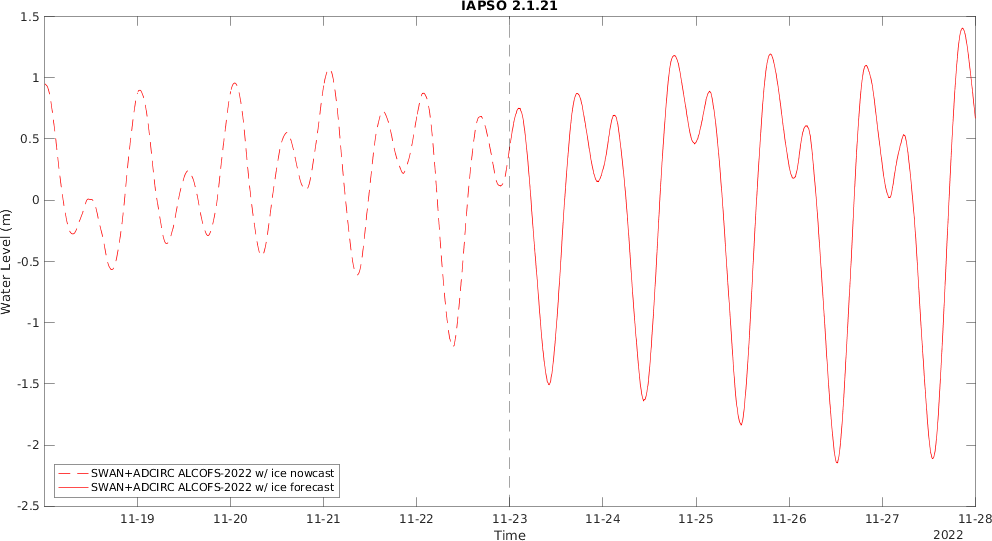 IAPSO 2.1.21
1.5
1
0.5
0
-0.5
-1
-1.5
-2
-2.5
Water Level (m)
SWAN+ADCIRC ALCOFS-2022 w/ ice nowcast
SWAN+ADCIRC ALCOFS-2022 w/ ice forecast
11-19 11-20 11-21 11-22 11-23 11-24 11-25 11-26 11-27 11-28
Time
2022